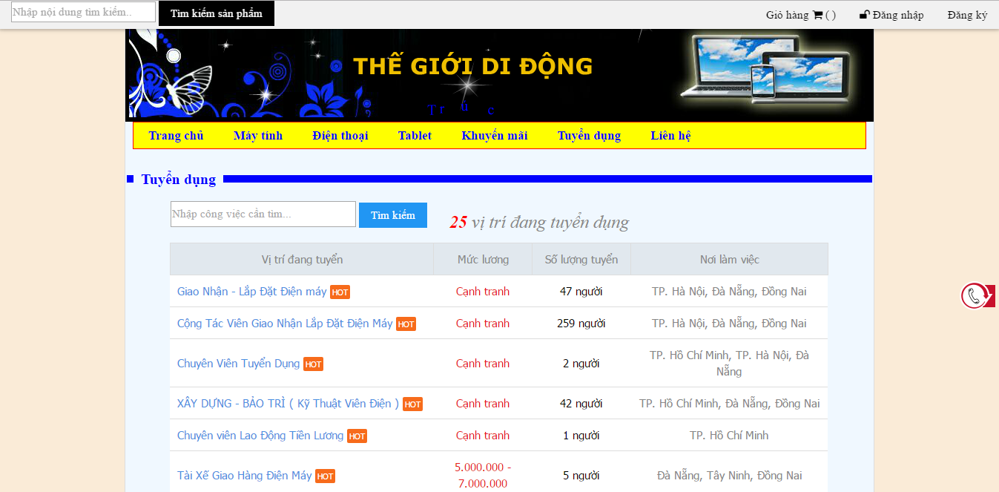 Nhập nội dung tìm kiếm.. Tìm kiếm sản phẩm Giỏ hàng ( ) Đăng nhập Đăng ký
THẾ GIỚI DI ĐỘNG
T r ú c
Trang chủ Máy tính Điện thoại Tablet Khuyến mãi Tuyển dụng Liên hệ
Tuyển dụng
Nhập công việc cần tìm... Tìm kiếm 25 vị trí đang tuyển dụng
Vị trí đang tuyển Mức lương Số lượng tuyển Nơi làm việc
Giao Nhận - Lắp Đặt Điện máy HOT Cạnh tranh 47 người TP. Hà Nội, Đà Nẵng, Đồng Nai
Cộng Tác Viên Giao Nhận Lắp Đặt Điện Máy HOT Cạnh tranh 259 người TP. Hà Nội, Đà Nẵng, Đồng Nai
Chuyên Viên Tuyển Dụng HOT Cạnh tranh 2 người TP. Hồ Chí Minh, TP. Hà Nội, Đà
Nẵng
XÂY DỰNG - BẢO TRÌ ( Kỹ Thuật Viên Điện ) HOT Cạnh tranh 42 người TP. Hồ Chí Minh, Đà Nẵng, Đồng Nai
Chuyên viên Lao Động Tiền Lương HOT Cạnh tranh 1 người TP. Hồ Chí Minh
Tài Xế Giao Hàng Điện Máy HOT 5.000.000 - 5 người Đà Nẵng, Tây Ninh, Đồng Nai
7.000.000